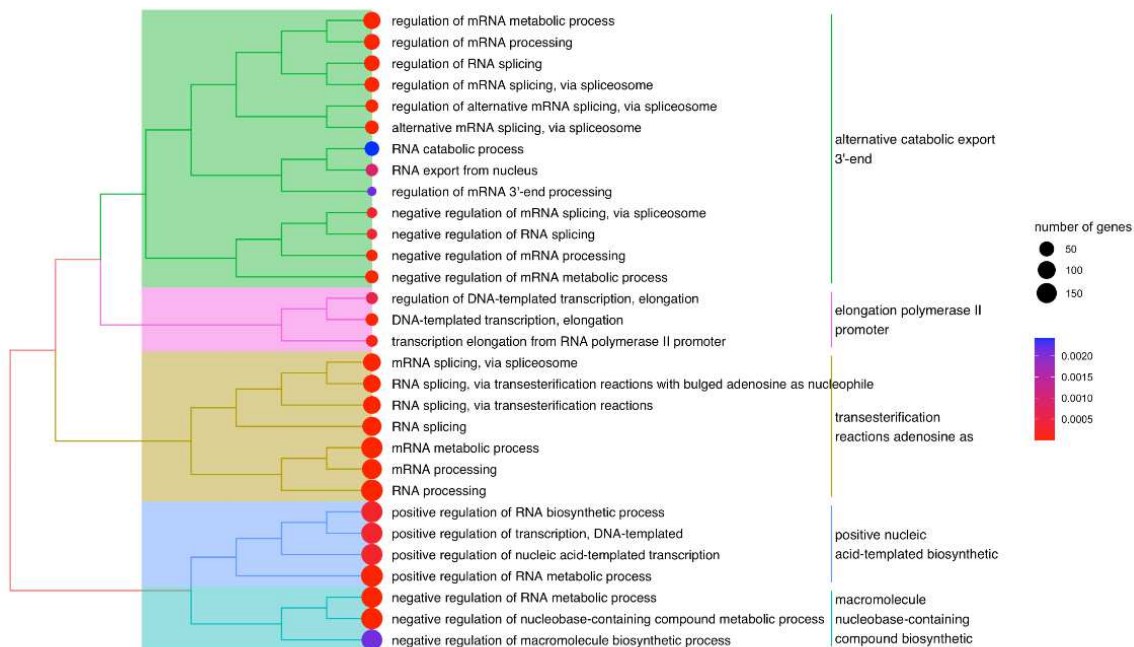 regulation of mRNA metabolic process
regulation of mRNA processing
regulation of RNA splicing
regulation of mRNA splicing, via spliceosome
regulation of alternative mRNA splicing, via spliceosome
alternative mRNA splicing, via spliceosome
RNA catabolic process
RNA export from nucleus
regulation of mRNA 3'-end processing
negative regulation of mRNA splicing, via spliceosome
negative regulation of RNA splicing
negative regulation of mRNA processing
negative regulation of mRNA metabolic process
regulation of DNA-templated transcription, elongation
DNA-templated transcription, elongation
transcription elongation from RNA polymerase II promoter
mRNA splicing, via spliceosome
RNA splicing, via transesterification reactions with bulged adenosine as nucleophile
RNA splicing, via transesterification reactions
RNA splicing
mRNA metabolic process
mRNA processing
RNA processing
positive regulation of RNA biosynthetic process
positive regulation of transcription, DNA-templated
positive regulation of nucleic acid-templated transcription
positive regulation of RNA metabolic process
negative regulation of RNA metabolic process
negative regulation of nucleobase-containing compound metabolic process
negative regulation of macromolecule biosynthetic process
alternative catabolic export
3'-end
elongation polymerase II
promoter
transesterification
reactions adenosine as
positive nucleic
acid-templated biosynthetic
macromolecule
nucleobase-containing
compound biosynthetic
number of genes
50
100
150
0.0020
0.0015
0.0010
0.0005